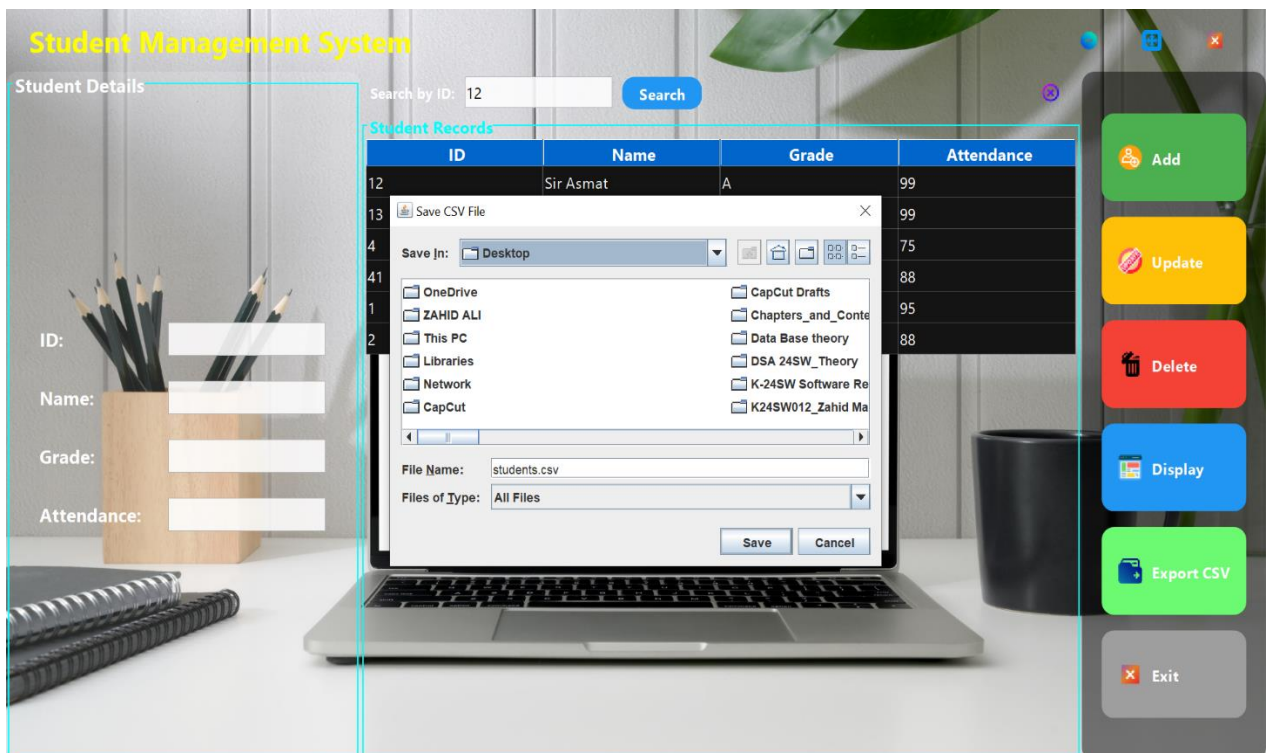 Student Management System
Student Details
Search by ID: 12 Search
Student Records
ID Name Grade Attendance
12 Sir Asmat A 99
13 99
4 75
41 88
1 95
2 88
Save CSV File
Save In: Desktop
OneDrive
ZAHID ALI
This PC
Libraries
Network
CapCut
CapCut Drafts
Chapters_and_Conte
Data Base theory
DSA 24SW_Theory
K-24SW Software Re
K24SW012_Zahid Ma
File Name: students.csv
Files of Type: All Files
Save Cancel
ID:
Name:
Grade:
Attendance:
Add
Update
Delete
Display
Export CSV
Exit